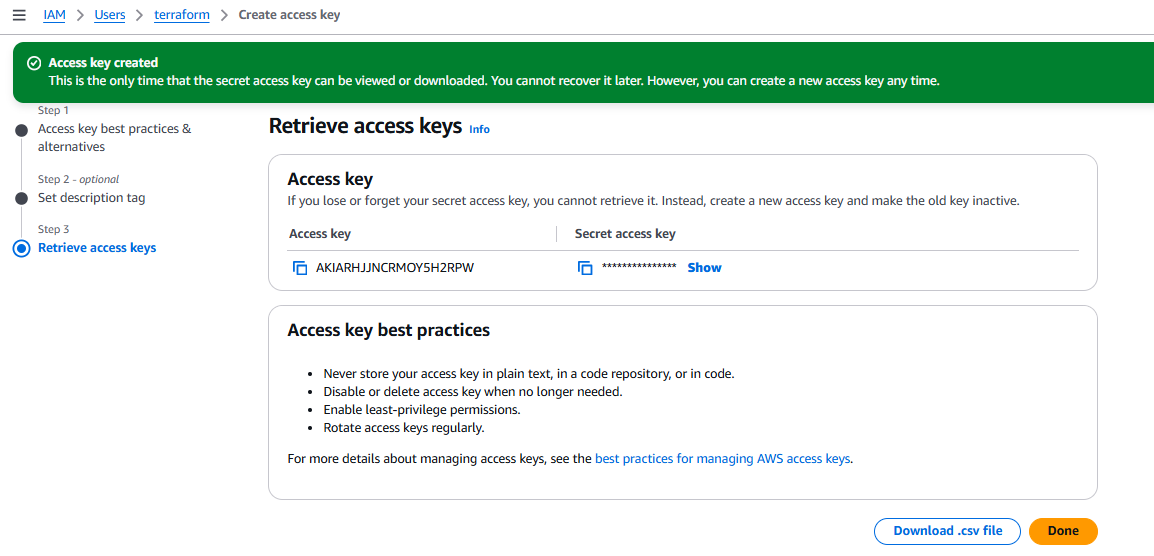 IAM > Users > terraform > Create access key
Access key created
This is the only time that the secret access key can be viewed or downloaded. You cannot recover it later. However, you can create a new access key any time.
Step 1
Access key best practices &
alternatives
Step 2 - optional
Set description tag
Step 3
Retrieve access keys
Retrieve access keys Info
Access key
If you lose or forget your secret access key, you cannot retrieve it. Instead, create a new access key and make the old key inactive.
Access key Secret access key
AKIARHJJNCRMOY5H2RPW *************** Show
Access key best practices
• Never store your access key in plain text, in a code repository, or in code.
• Disable or delete access key when no longer needed.
• Enable least-privilege permissions.
• Rotate access keys regularly.
For more details about managing access keys, see the best practices for managing AWS access keys.
Download .csv file Done